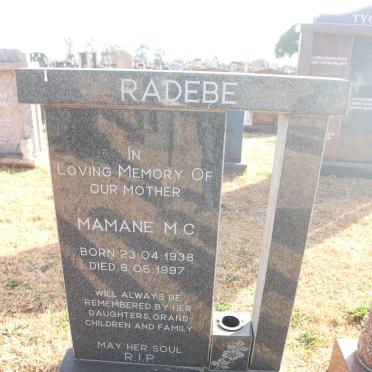 RADEBE
IN
LOVING MEMORY OF
OUR MOTHER
MAMANE M.C.
BORN 23.04.1938
DIED 6.05.1997
WILL ALWAYS BE
REMEMBERED BY HER
DAUGHTERS, GRAND-
CHILDREN AND FAMILY
MAY HER SOUL
R.I.P.